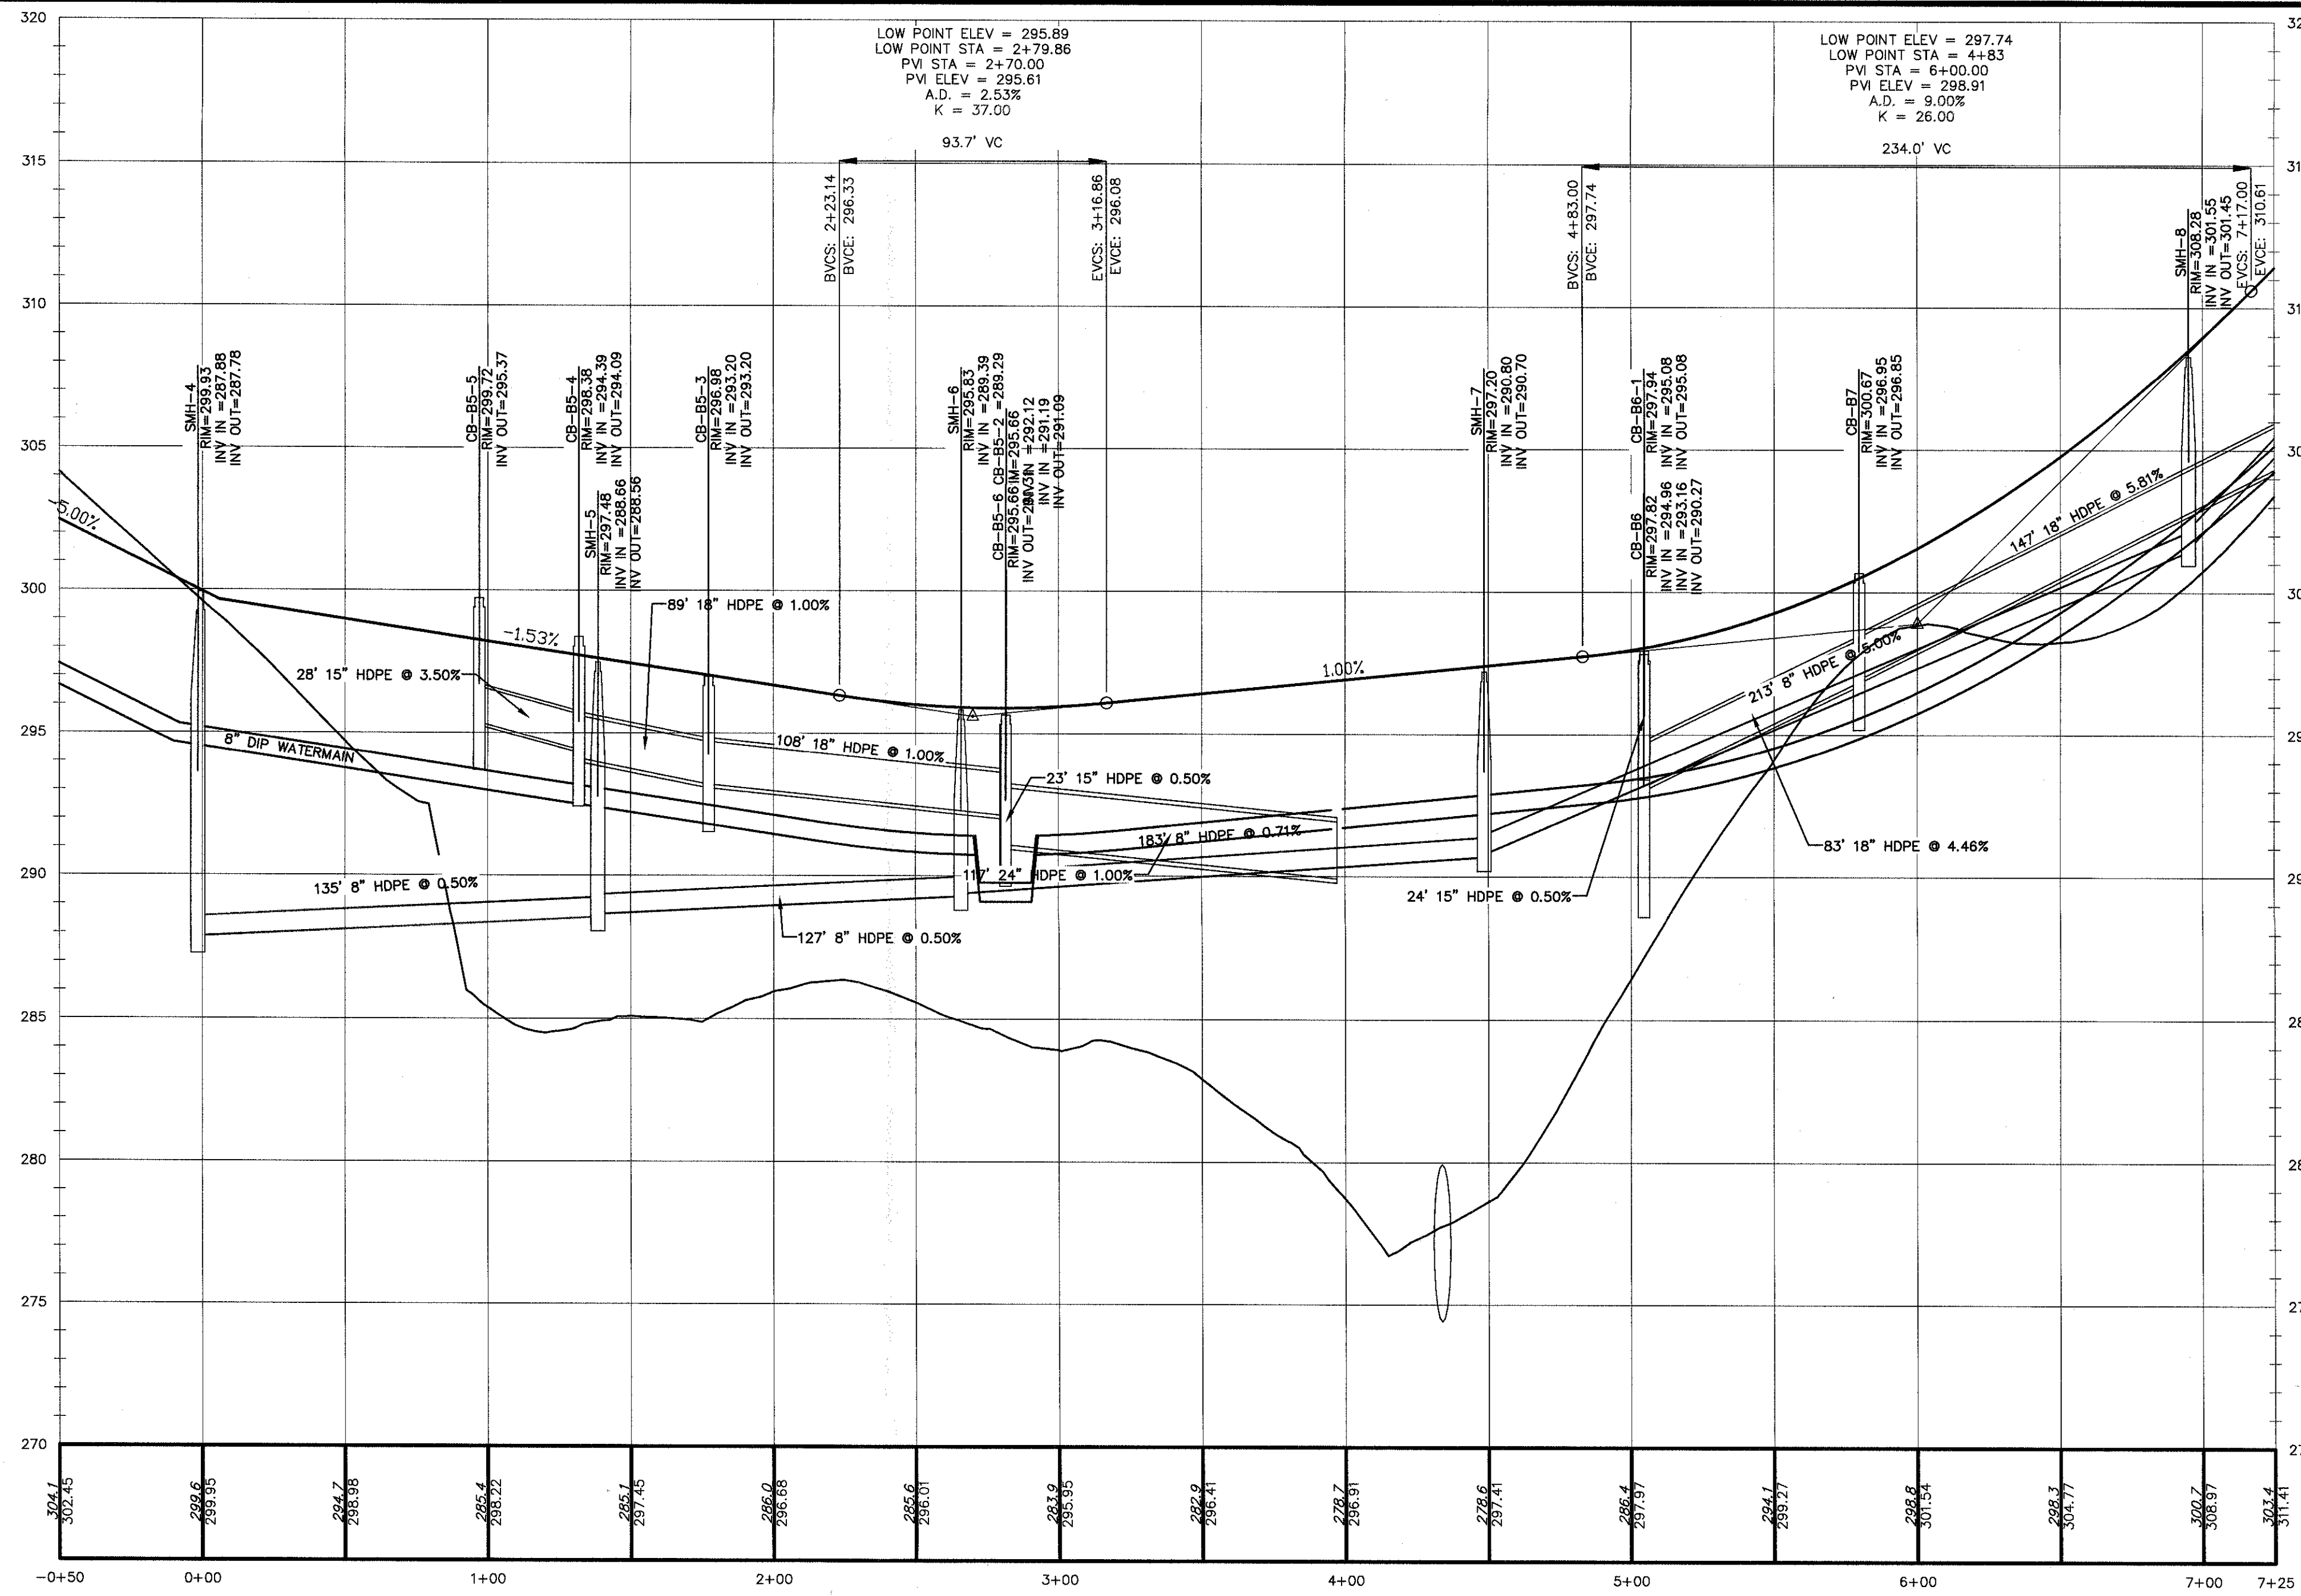 LOW POINT ELEV = 295.89
LOW POINT STA = 2+79.86
PVI STA = 2+70.00
PVI ELEV = 295.61
A.D. = 2.53%
K = 37.00
93.7' VC
LOW POINT ELEV = 297.74
LOW POINT STA = 4+83
PVI STA = 6+00.00
PVI ELEV = 298.91
A.D. = 9.00%
K = 26.00
234.0' VC
BVCS: 2+23.14
BVCE: 296.33
EVCS: 3+16.86
EVCE: 296.08
BVCS: 4+83.00
BVCE: 297.74
EVCS: 7+17.00
EVCE: 310.61
SMH-4
RIM=299.93
INV IN =287.88
INV OUT=287.78
CB-B5-5
RIM=299.72
INV OUT=295.37
CB-B5-4
RIM=298.38
INV IN =294.39
INV OUT=294.09
SMH-5
RIM=297.48
INV IN =288.66
INV OUT=288.56
CB-B5-3
RIM=296.98
INV IN =293.20
INV OUT=293.20
SMH-6
RIM=295.83
INV IN =289.39
=289.29
CB-B5-2
CB-B5-6
RIM=295.66
=295.66
INV OUT=
=292.12
INV IN =291.19
INV OUT=291.09
SMH-7
RIM=297.20
INV IN =290.80
INV OUT=290.70
CB-B6-1
RIM=297.94
INV IN =295.08
INV OUT=295.08
CB-B6
RIM=297.82
INV IN =294.96
INV IN =293.16
INV OUT=290.27
CB-B7
RIM=300.67
INV IN =296.95
INV OUT=296.85
SMH-8
RIM=308.28
INV IN =301.55
INV OUT=301.45
5.00%
-1.53%
1.00%
89' 18" HDPE @ 1.00%
28' 15" HDPE @ 3.50%
108' 18" HDPE @ 1.00%
23' 15" HDPE @ 0.50%
8" DIP WATERMAIN
183' 8" HDPE @ 0.71%
117' 24" HDPE @ 1.00%
135' 8" HDPE @ 0.50%
127' 8" HDPE @ 0.50%
24' 15" HDPE @ 0.50%
83' 18" HDPE @ 4.46%
213' 8" HDPE @ 5.00%
147' 18" HDPE @ 5.81%
320
315
310
305
300
295
290
285
280
275
270
304.1
302.45
299.6
299.95
294.7
298.98
285.4
298.22
285.1
297.45
286.0
296.68
285.6
296.01
283.9
295.95
282.9
296.41
278.7
296.91
278.6
297.41
286.4
297.97
294.1
299.27
298.8
301.54
298.3
304.77
300.7
308.97
303.4
311.41
-0+50
0+00
1+00
2+00
3+00
4+00
5+00
6+00
7+00
7+25